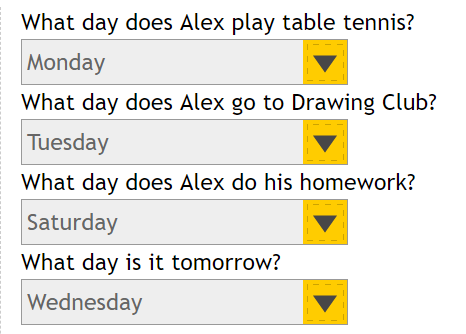 What day does Alex play table tennis?
Monday
What day does Alex go to Drawing Club?
Tuesday
What day does Alex do his homework?
Saturday
What day is it tomorrow?
Wednesday